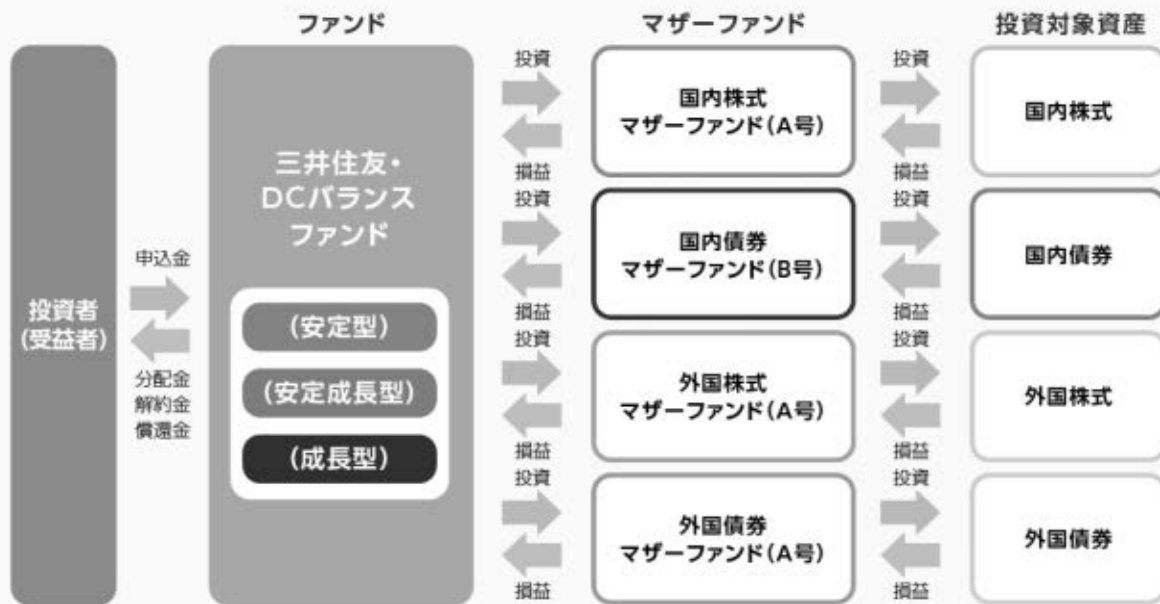 ファンド
マザーファンド
投資対象資産
投資者
(受益者)
申込金
分配金
解約金
償還金
三井住友・
DCバランス
ファンド
(安定型)
(安定成長型)
(成長型)
投資
損益
国内株式
マザーファンド(A号)
投資
損益
国内株式
投資
損益
国内債券
マザーファンド(B号)
投資
損益
国内債券
投資
損益
外国株式
マザーファンド(A号)
投資
損益
外国株式
投資
損益
外国債券
マザーファンド(A号)
投資
損益
外国債券